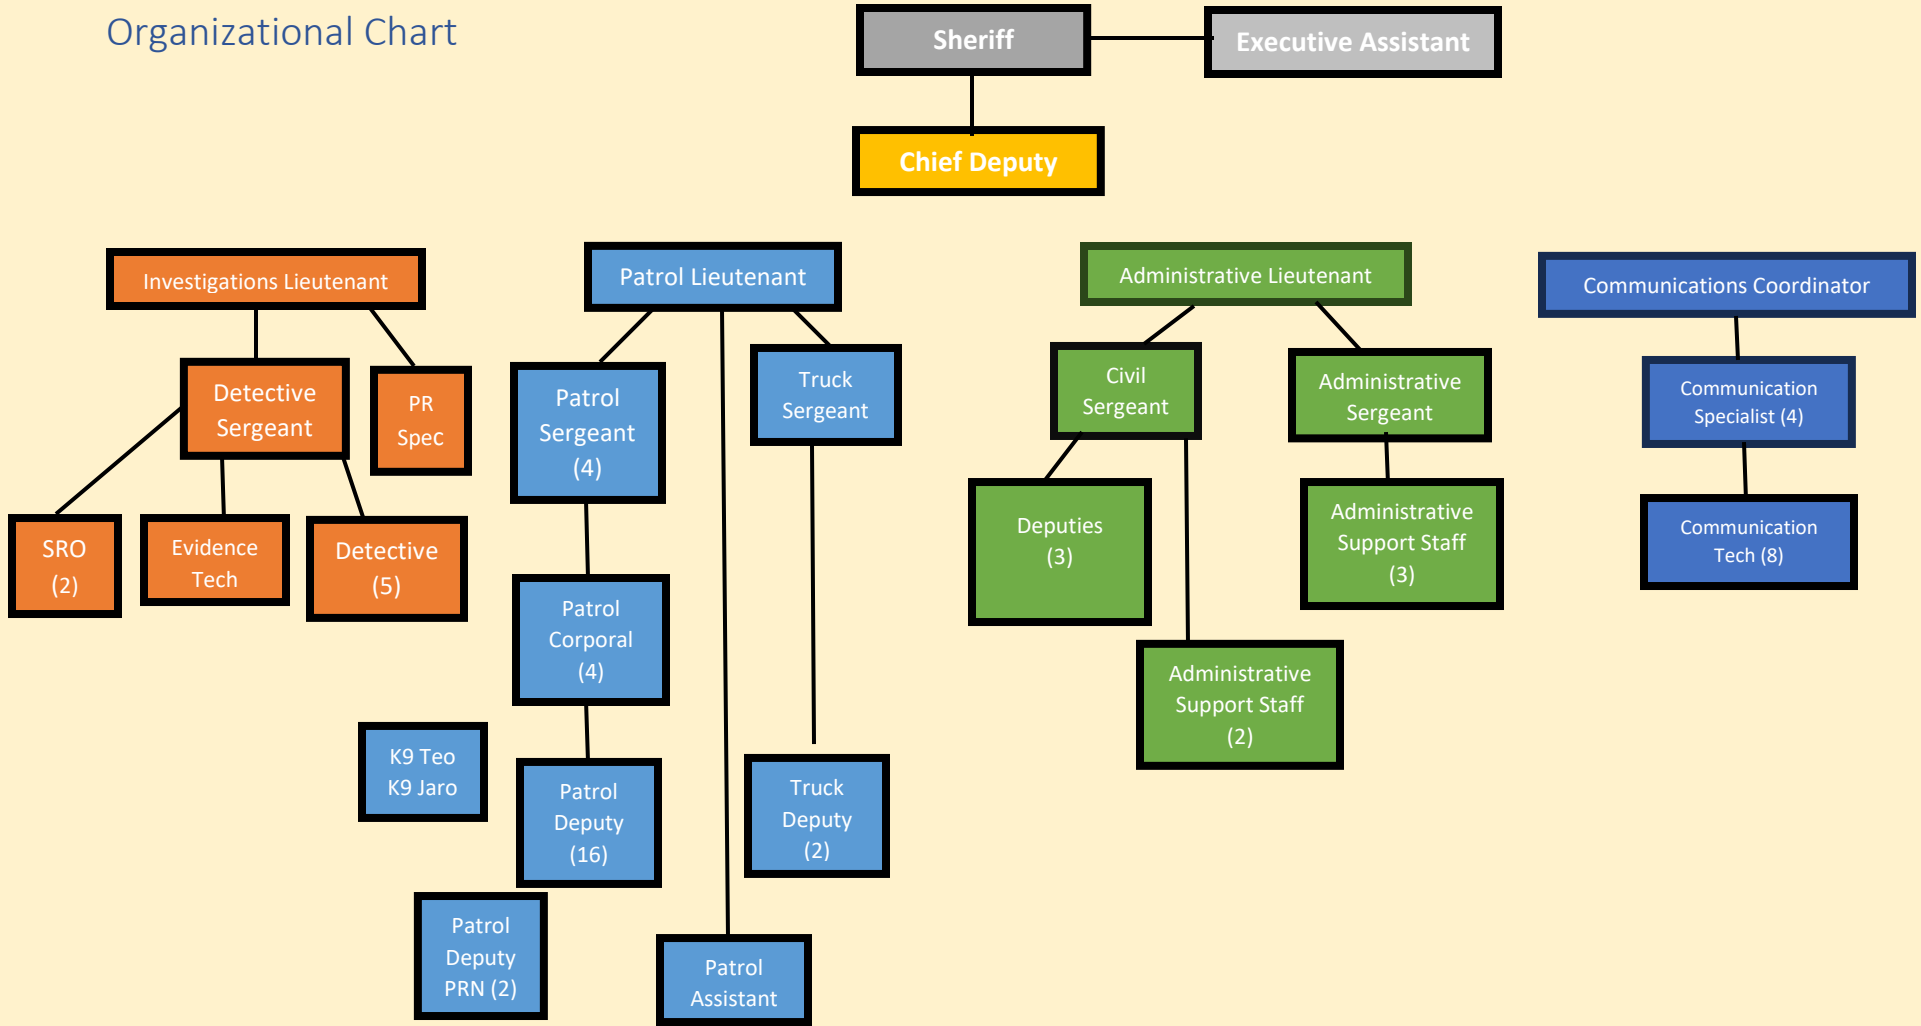 Organizational Chart
Sheriff
Executive Assistant
Chief Deputy
Investigations Lieutenant
Patrol Lieutenant
Administrative Lieutenant
Communications Coordinator
Detective
Sergeant
PR
Spec
Patrol
Sergeant
(4)
Truck
Sergeant
Civil
Sergeant
Administrative
Sergeant
Communication
Specialist (4)
SRO
(2)
Evidence
Tech
Detective
(5)
Deputies
(3)
Administrative
Support Staff
(3)
Communication
Tech (8)
Patrol
Corporal
(4)
Administrative
Support Staff
(2)
K9 Teo
K9 Jaro
Patrol
Deputy
(16)
Truck
Deputy
(2)
Patrol
Deputy
PRN (2)
Patrol
Assistant